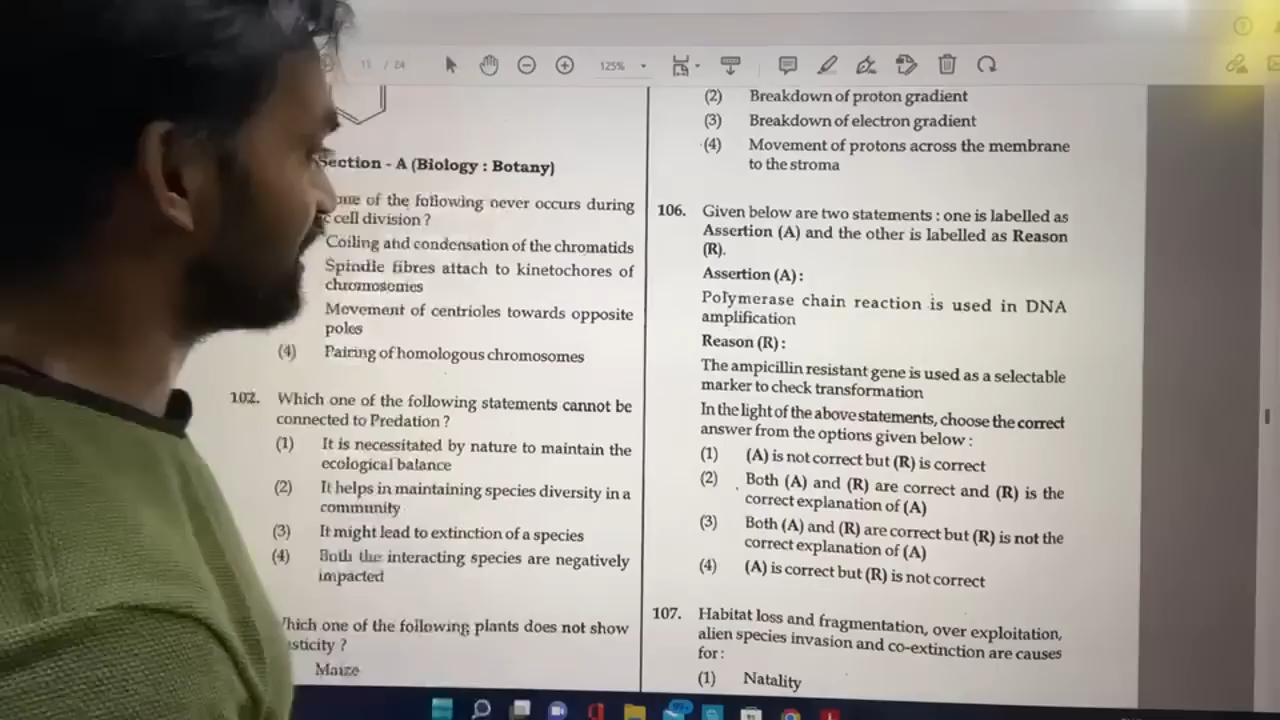 11 / 24
125%
Section - A (Biology : Botany)
of the following never occurs during
cell division ?
Coiling and condensation of the chromatids
Spindle fibres attach to kinetochores of
chromosomes
Movement of centrioles towards opposite
poles
(4) Pairing of homologous chromosomes
102. Which one of the following statements cannot be
connected to Predation ?
(1) It is necessitated by nature to maintain the
ecological balance
(2) It helps in maintaining species diversity in a
community
(3) It might lead to extinction of a species
(4) Both the interacting species are negatively
impacted
hich one of the following plants does not show
sticity ?
Maize
(2) Breakdown of proton gradient
(3) Breakdown of electron gradient
(4) Movement of protons across the membrane
to the stroma
106. Given below are two statements : one is labelled as
Assertion (A) and the other is labelled as Reason
(R).
Assertion (A) :
Polymerase chain reaction is used in DNA
amplification
Reason (R) :
The ampicillin resistant gene is used as a selectable
marker to check transformation
In the light of the above statements, choose the correct
answer from the options given below :
(1) (A) is not correct but (R) is correct
(2) Both (A) and (R) are correct and (R) is the
correct explanation of (A)
(3) Both (A) and (R) are correct but (R) is not the
correct explanation of (A)
(4) (A) is correct but (R) is not correct
107. Habitat loss and fragmentation, over exploitation,
alien species invasion and co-extinction are causes
for :
(1) Natality
99+